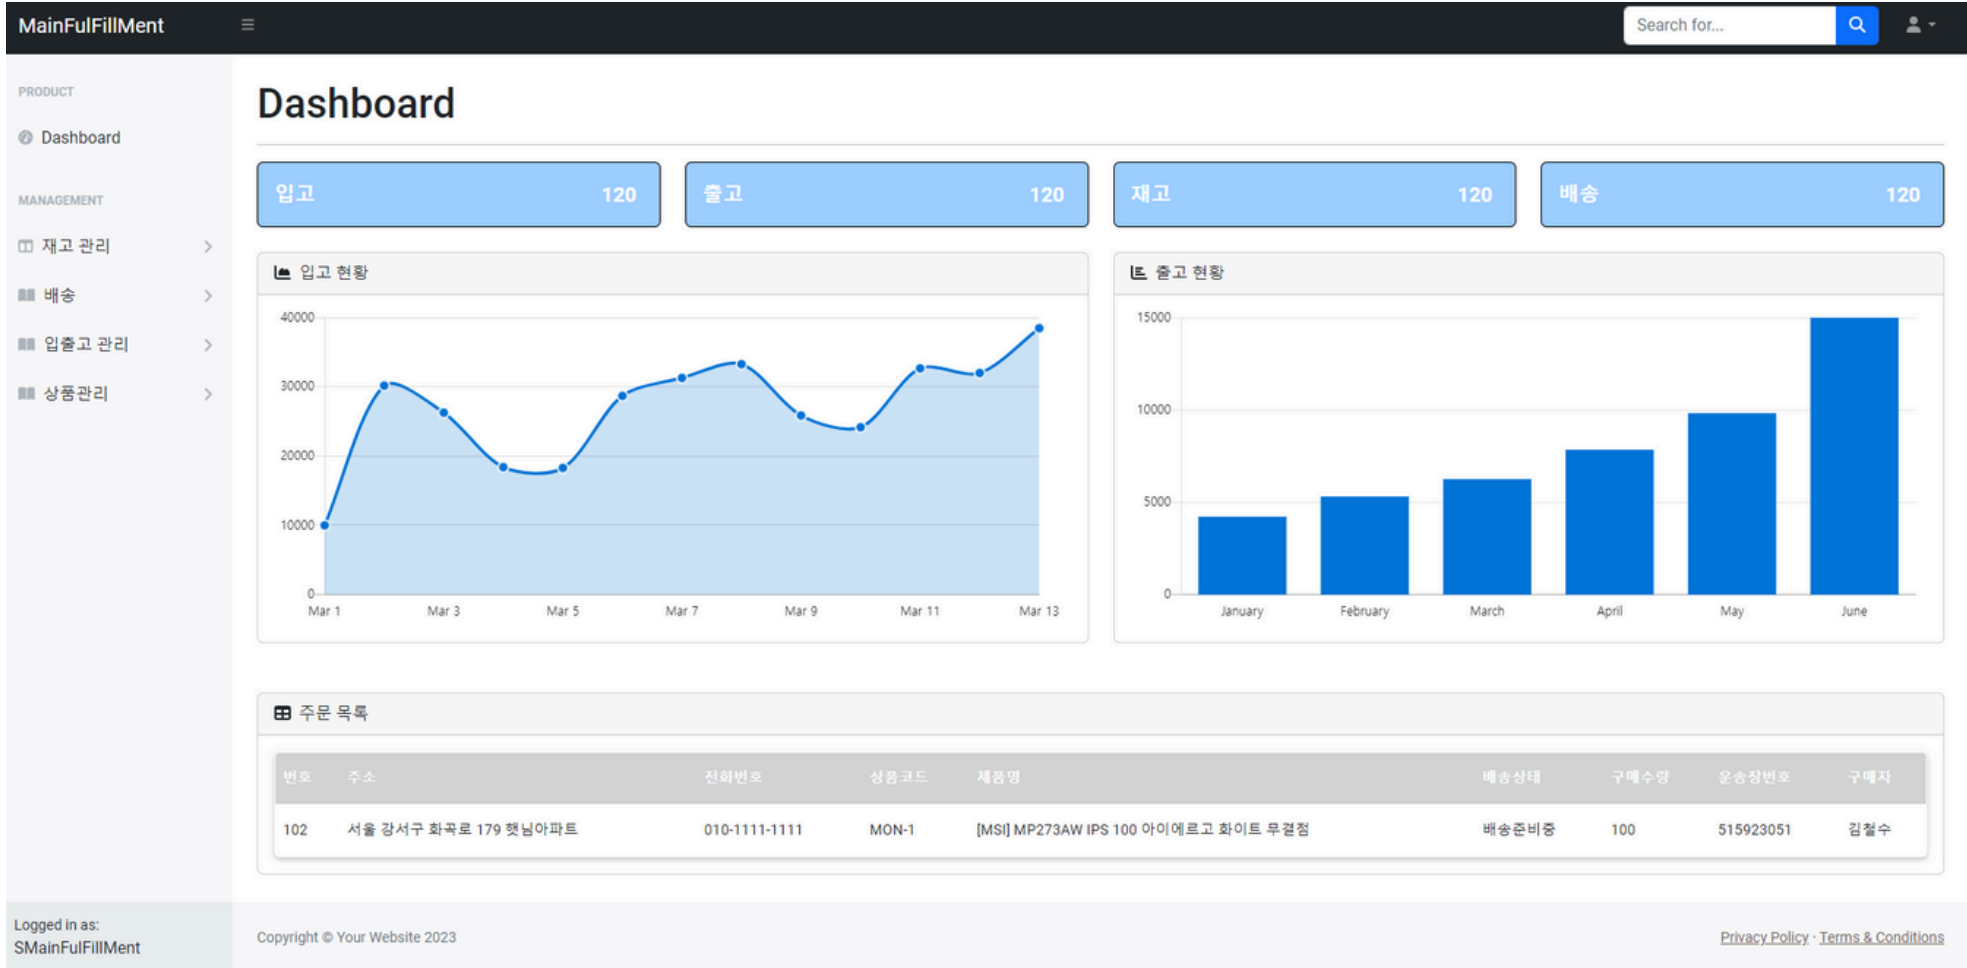 MainFulFillMent
Search for...
PRODUCT
Dashboard
MANAGEMENT
재고 관리
배송
입출고 관리
상품관리
Logged in as:
SMainFulFillMent
Dashboard
입고 120
출고 120
재고 120
배송 120
입고 현황
40000
30000
20000
10000
0
Mar 1 Mar 3 Mar 5 Mar 7 Mar 9 Mar 11 Mar 13
출고 현황
15000
10000
5000
0
January February March April May June
주문 목록
번호 주소 전화번호 상품코드 제품명 배송상태 구매수량 운송장번호 구매자
102 서울 강서구 화곡로 179 햇님아파트 010-1111-1111 MON-1 [MSI] MP273AW IPS 100 아이에르고 화이트 무결점 배송준비중 100 515923051 김철수
Copyright © Your Website 2023
Privacy Policy · Terms & Conditions